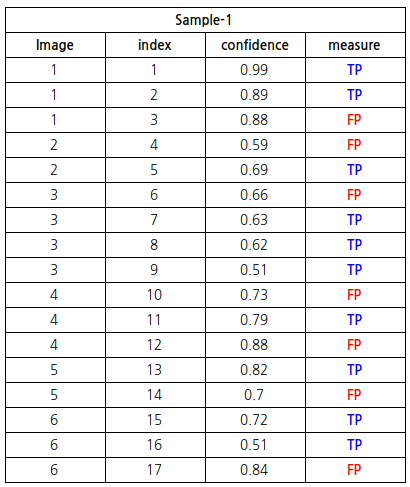 Sample-1
Image index confidence measure
1 1 0.99 TP
1 2 0.89 TP
1 3 0.88 FP
2 4 0.59 FP
2 5 0.69 TP
3 6 0.66 FP
3 7 0.63 TP
3 8 0.62 TP
3 9 0.51 TP
4 10 0.73 FP
4 11 0.79 TP
4 12 0.88 FP
5 13 0.82 TP
5 14 0.7 FP
6 15 0.72 TP
6 16 0.51 TP
6 17 0.84 FP